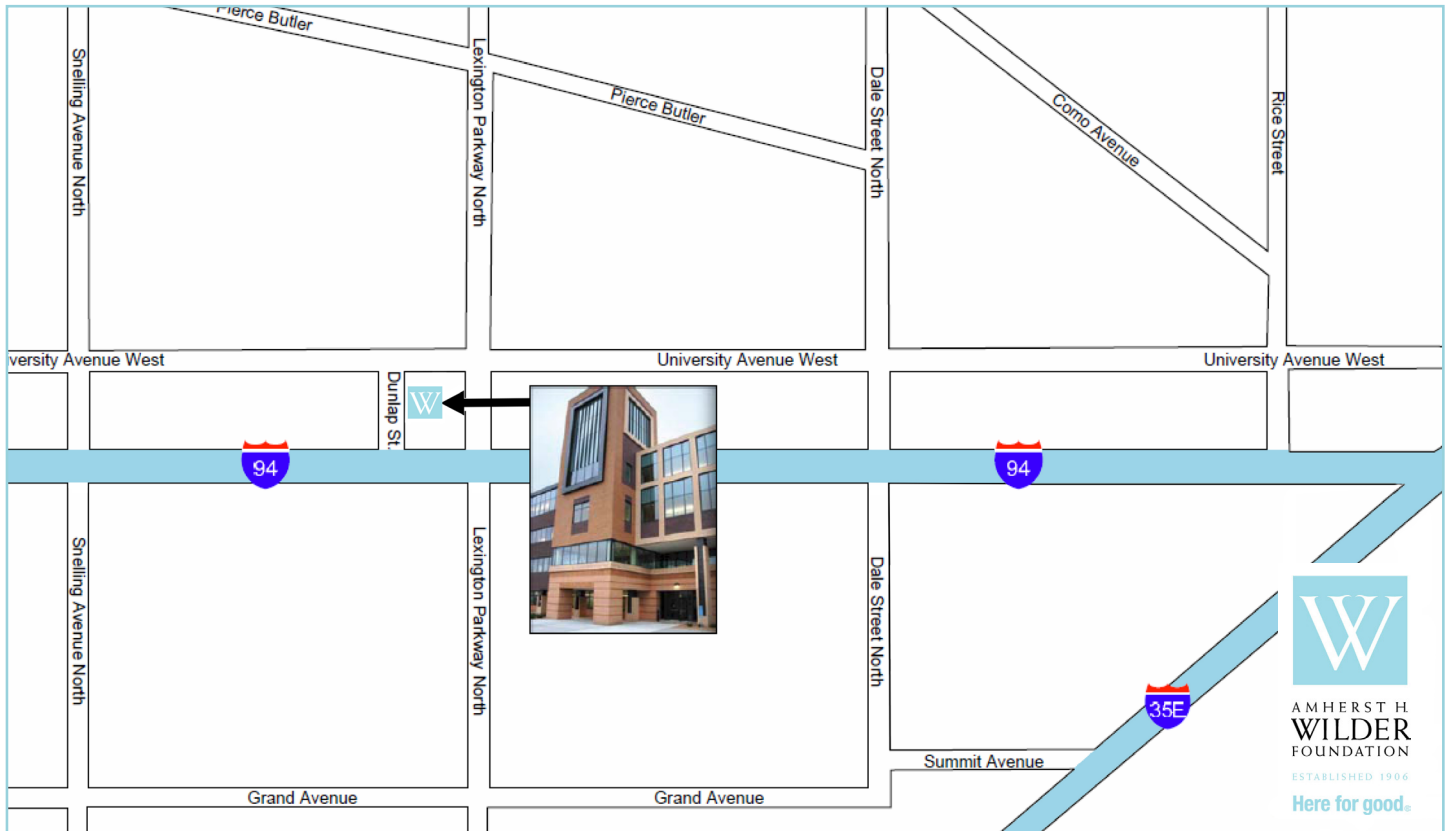 Pierce Butler
Snelling Avenue North
Lexington Parkway North
Pierce Butler
Dale Street North
Como Avenue
Rice Street
versity Avenue West
University Avenue West
University Avenue West
Dunlap St.
W
94
94
Snelling Avenue North
Lexington Parkway North
Dale Street North
35E
Summit Avenue
Grand Avenue
Grand Avenue
W
AMHERST H.
WILDER
FOUNDATION
ESTABLISHED 1906
Here for good®